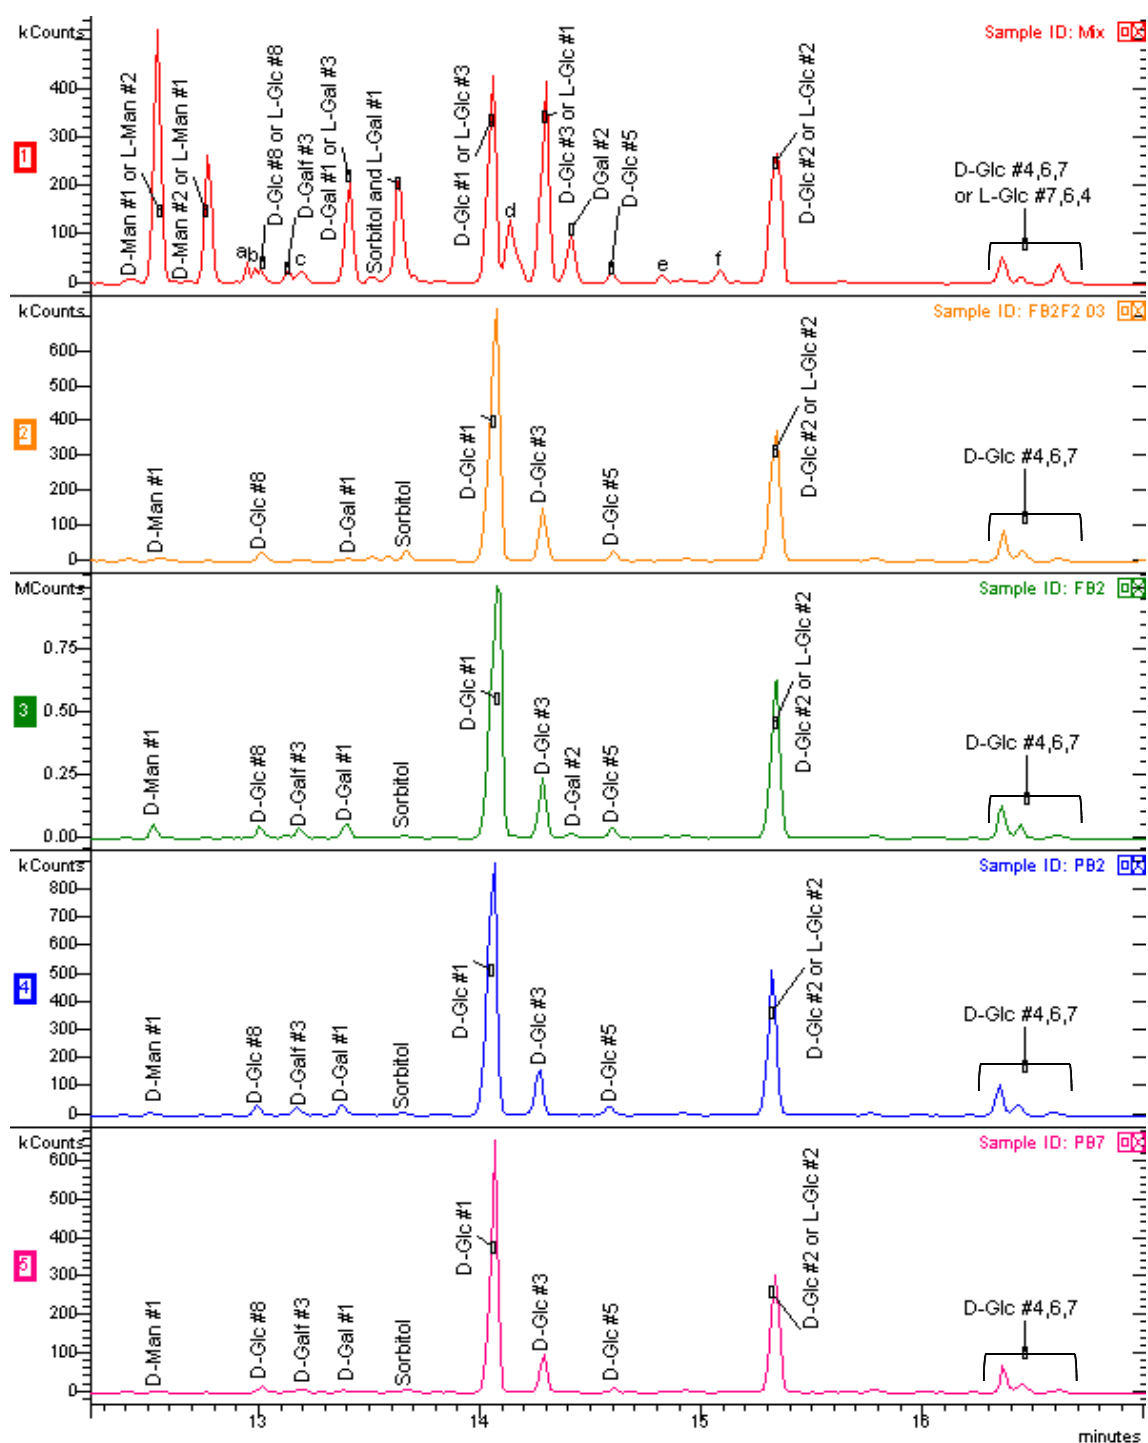 kCounts
Sample ID: Mix
1
400
300
200
100
0
D-Man #1 or L-Man #2
D-Man #2 or L-Man #1
a
b
D-Glc #8 or L-Glc #8
D-Galf #3
c
D-Gal #1 or L-Gal #3
Sorbitol and L-Gal #1
D-Glc #1 or L-Glc #3
d
D-Glc #3 or L-Glc #1
DGal #2
D-Glc #5
e
f
D-Glc #2 or L-Glc #2
D-Glc #4,6,7
or L-Glc #7,6,4
kCounts
Sample ID: FB2F2 03
2
600
500
400
300
200
100
0
D-Man #1
D-Glc #8
D-Gal #1
Sorbitol
D-Glc #1
D-Glc #3
D-Glc #5
D-Glc #2 or L-Glc #2
D-Glc #4,6,7
MCounts
Sample ID: FB2
3
0.75
0.50
0.25
0.00
D-Man #1
D-Glc #8
D-Galf #3
D-Gal #1
Sorbitol
D-Glc #1
D-Glc #3
D-Gal #2
D-Glc #5
D-Glc #2 or L-Glc #2
D-Glc #4,6,7
kCounts
Sample ID: PB2
4
800
700
600
500
400
300
200
100
0
D-Man #1
D-Glc #8
D-Galf #3
D-Gal #1
Sorbitol
D-Glc #1
D-Glc #3
D-Glc #5
D-Glc #2 or L-Glc #2
D-Glc #4,6,7
kCounts
Sample ID: PB7
5
600
500
400
300
200
100
0
D-Man #1
D-Glc #8
D-Galf #3
D-Gal #1
Sorbitol
D-Glc #1
D-Glc #3
D-Glc #5
D-Glc #2 or L-Glc #2
D-Glc #4,6,7
13
14
15
16
minutes